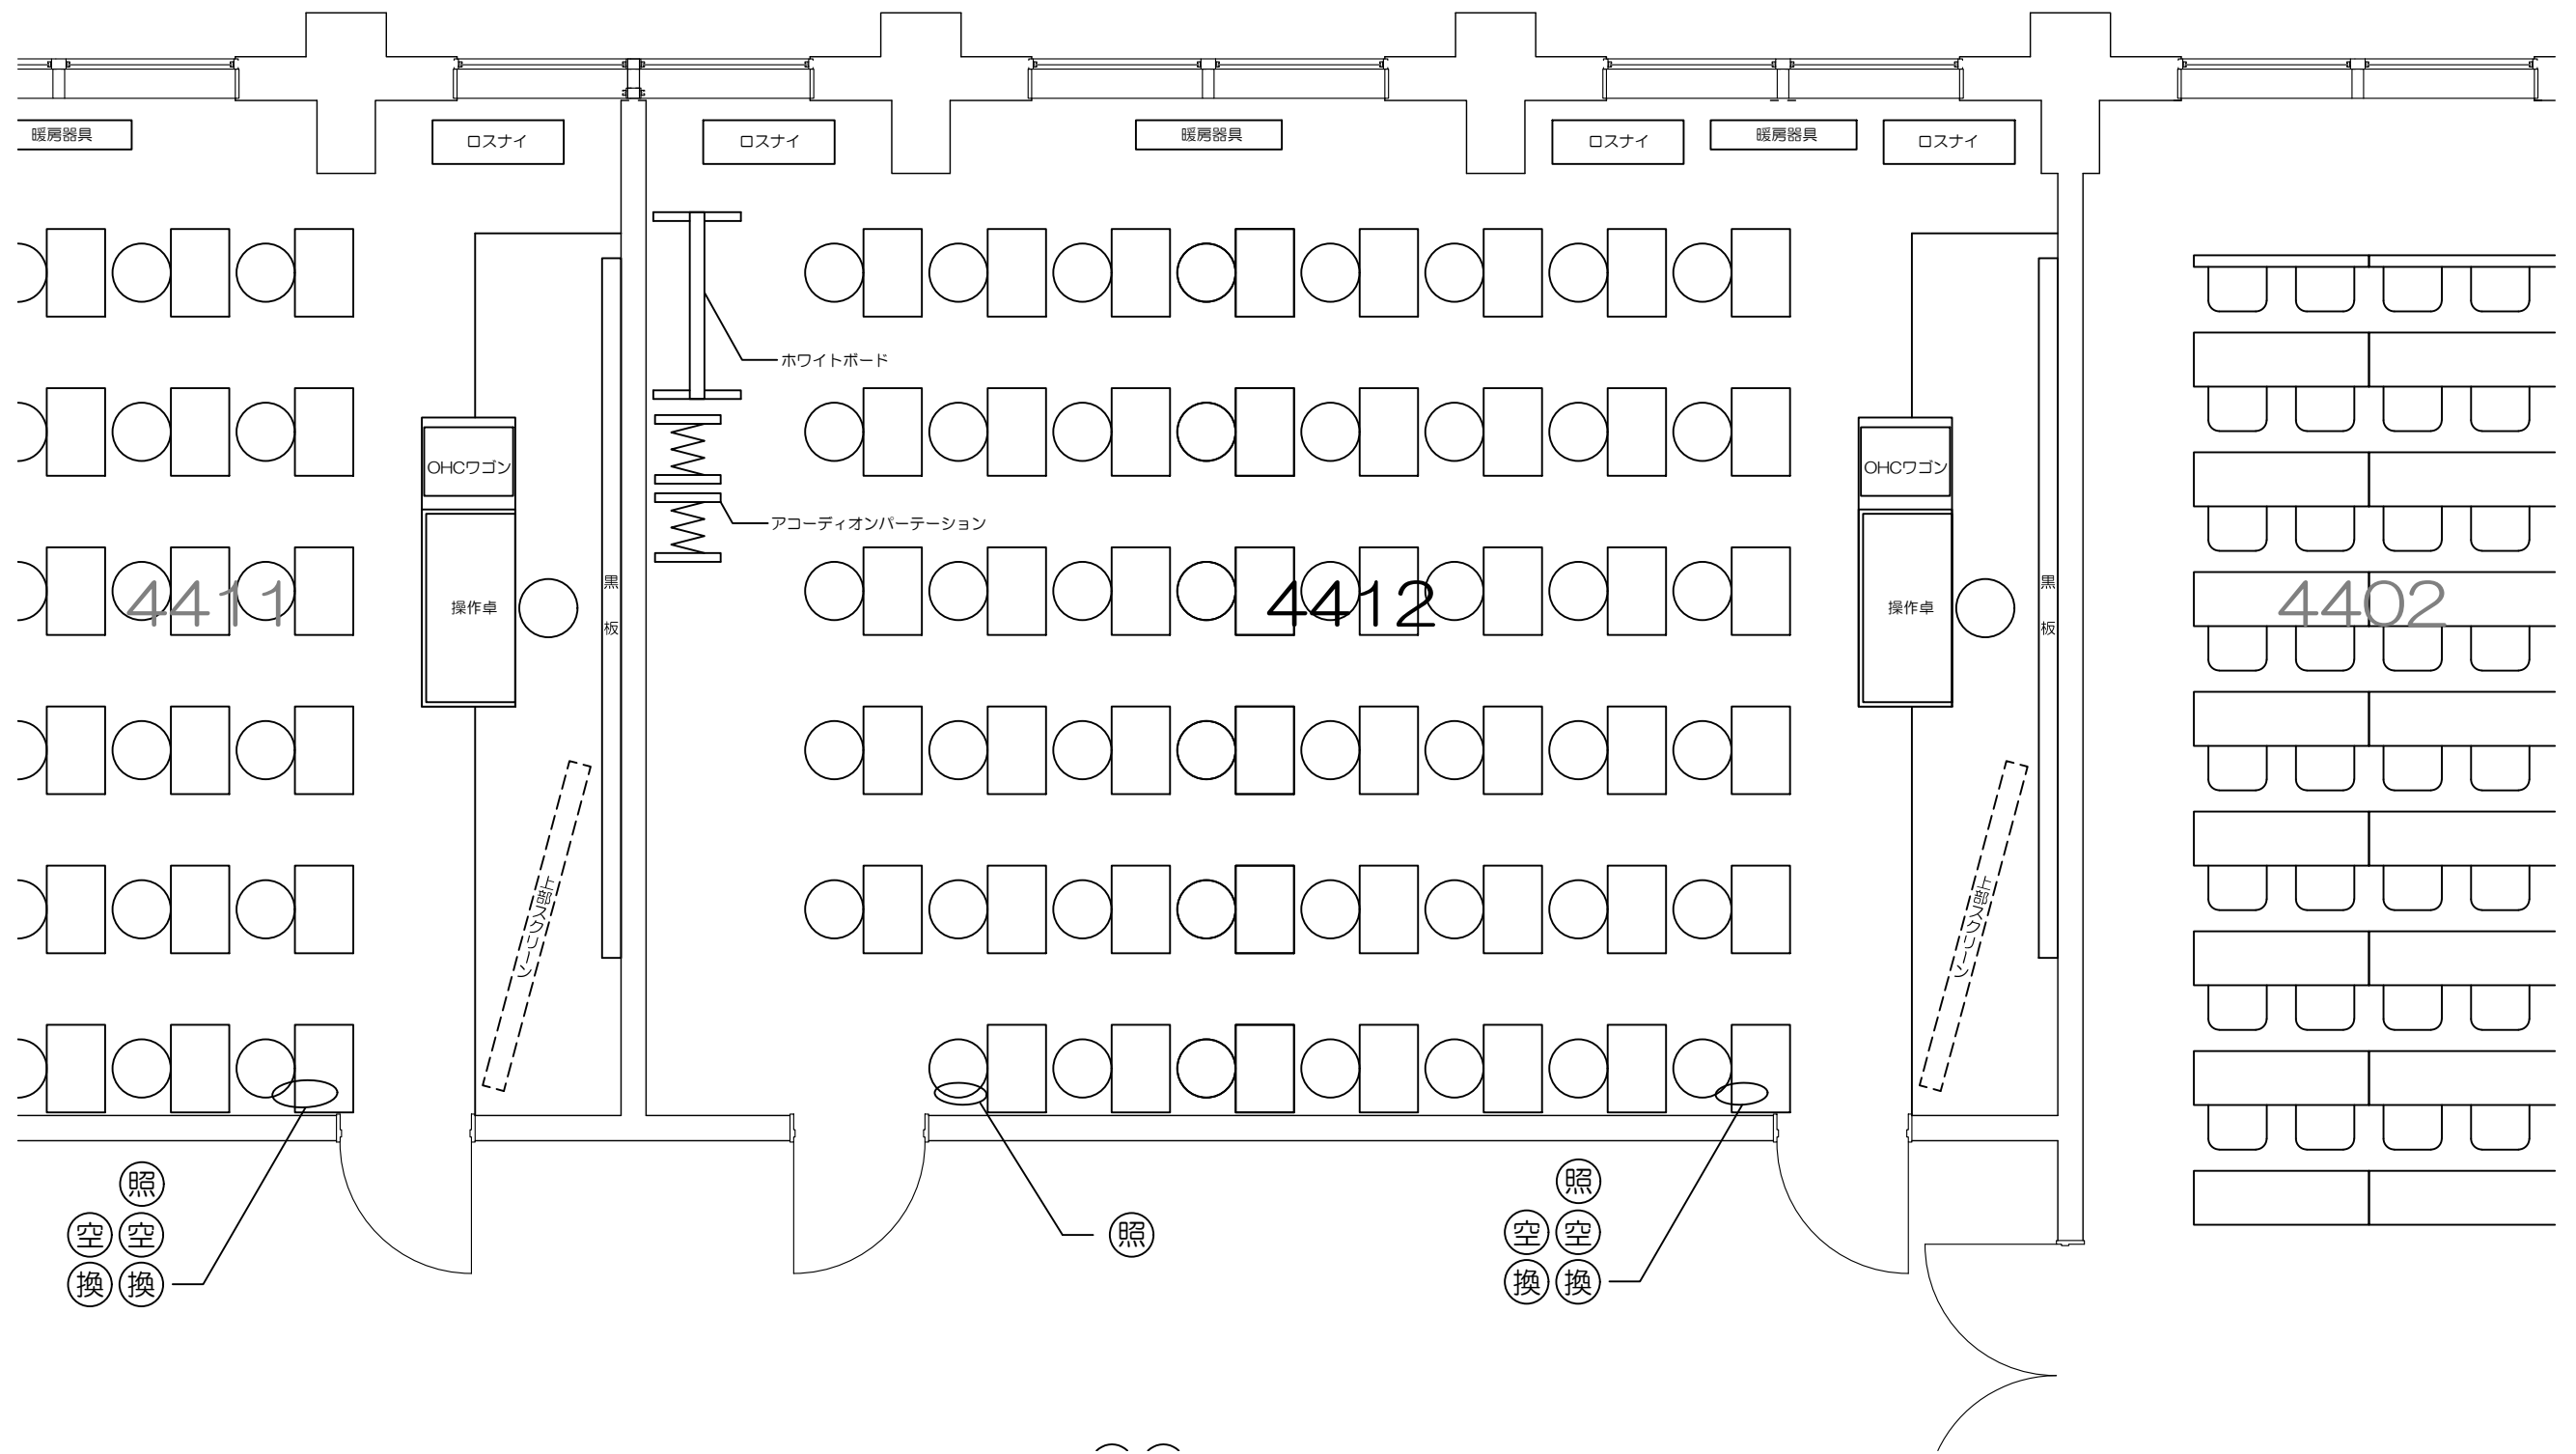 暖房器具
ロスナイ
ロスナイ
暖房器具
ロスナイ
暖房器具
ロスナイ
ホワイトボード
OHCワゴン
OHCワゴン
アコーディオンパーテーション
4411
操作卓
黒板
4412
操作卓
黒板
4402
上部スクリーン
上部スクリーン
照
空 空
換 換
照
照
空 空
換 換